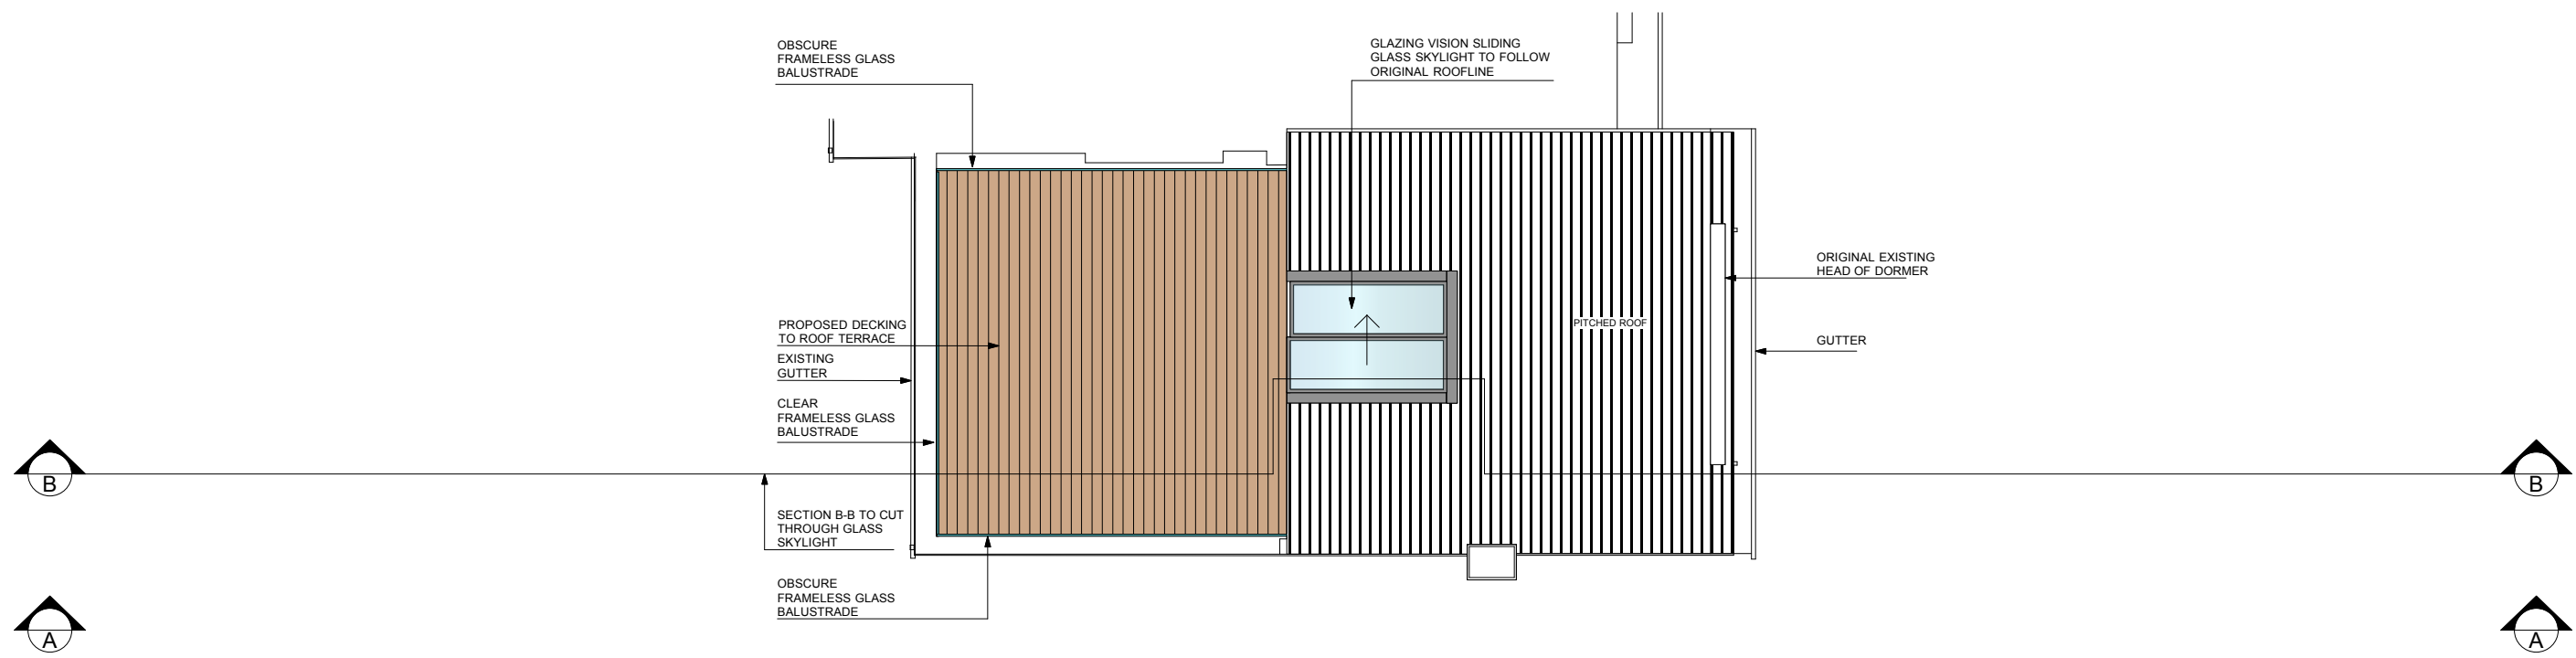 OBSCURE
FRAMELESS GLASS
BALUSTRADE
GLAZING VISION SLIDING
GLASS SKYLIGHT TO FOLLOW
ORIGINAL ROOFLINE
ORIGINAL EXISTING
HEAD OF DORMER
PROPOSED DECKING
TO ROOF TERRACE
PITCHED ROOF
GUTTER
EXISTING
GUTTER
CLEAR
FRAMELESS GLASS
BALUSTRADE
B
B
SECTION B-B TO CUT
THROUGH GLASS
SKYLIGHT
OBSCURE
FRAMELESS GLASS
BALUSTRADE
A
A